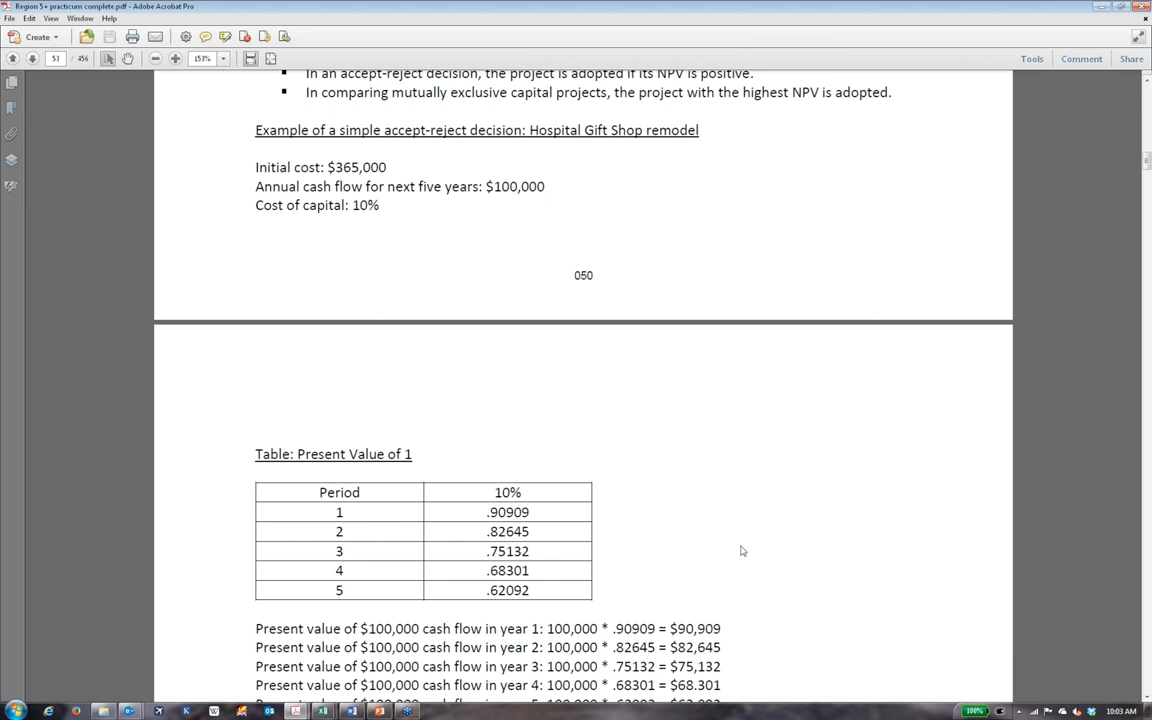 Region 5+ practicum complete.pdf - Adobe Acrobat Pro
File Edit View Window Help
Create
53 / 456
153%
Tools Comment Share
In an accept-reject decision, the project is adopted if its NPV is positive.
In comparing mutually exclusive capital projects, the project with the highest NPV is adopted.
Example of a simple accept-reject decision: Hospital Gift Shop remodel
Initial cost: $365,000
Annual cash flow for next five years: $100,000
Cost of capital: 10%
050
Table: Present Value of 1
Period 10%
1 .90909
2 .82645
3 .75132
4 .68301
5 .62092
Present value of $100,000 cash flow in year 1: 100,000 * .90909 = $90,909
Present value of $100,000 cash flow in year 2: 100,000 * .82645 = $82,645
Present value of $100,000 cash flow in year 3: 100,000 * .75132 = $75,132
Present value of $100,000 cash flow in year 4: 100,000 * .68301 = $68.301
100% 10:03 AM